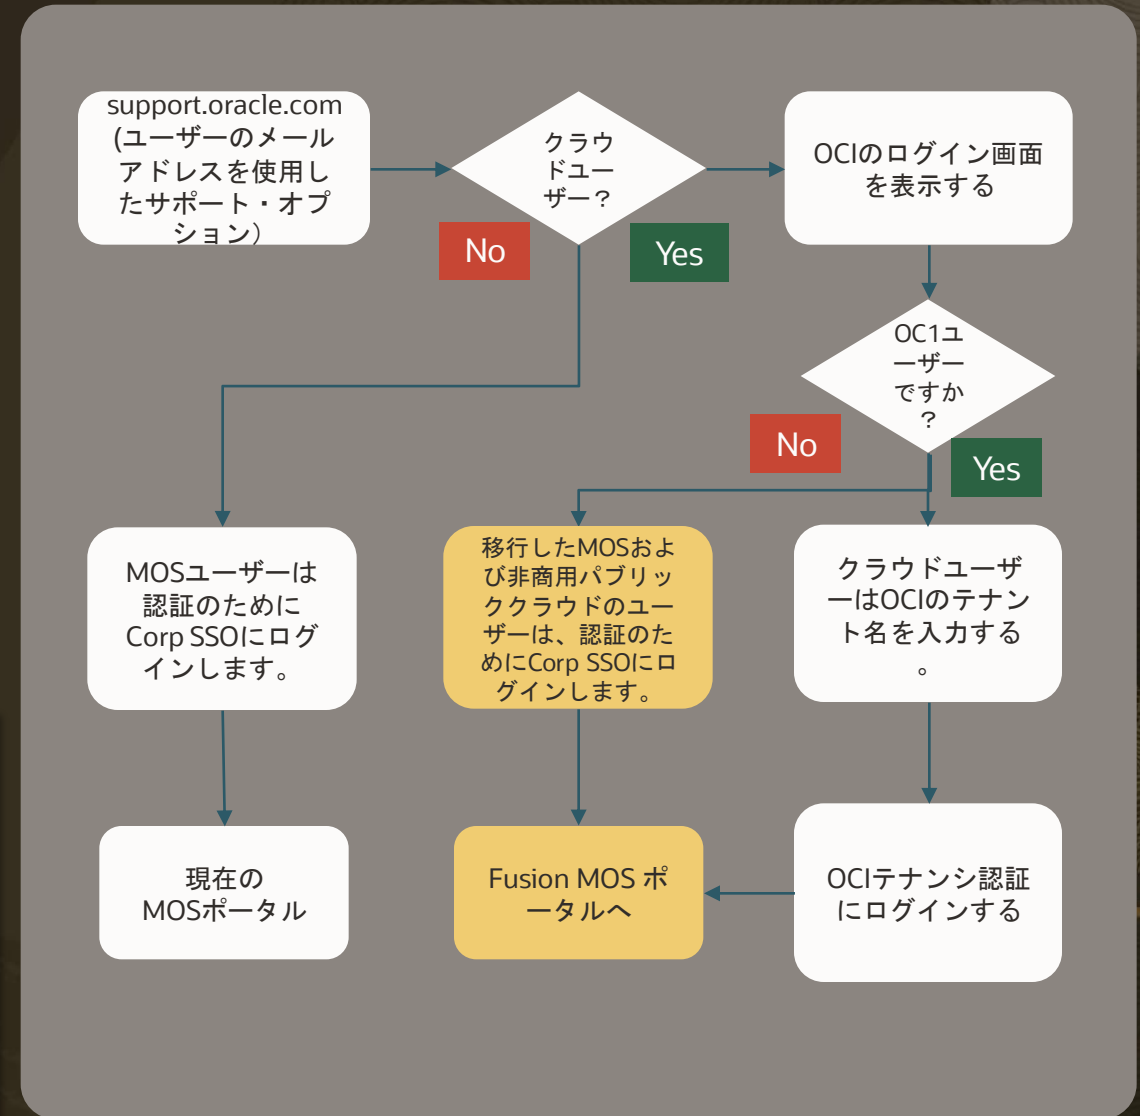 support.oracle.com
(ユーザーのメール
アドレスを使用し
たサポート・オプ
ション）
クラウ
ドユー
ザー？
OCIのログイン画面
を表示する
No
Yes
OC1ユ
ーザー
ですか
？
No
Yes
MOSユーザーは
認証のために
Corp SSOにログ
インします。
移行したMOSおよ
び非商用パブリッ
ククラウドのユー
ザーは、認証のた
めにCorp SSOにロ
グインします。
クラウドユーザ
ーはOCIのテナン
ト名を入力する
。
現在の
MOSポータル
Fusion MOS ポ
ータルへ
OCIテナンシ認証
にログインする